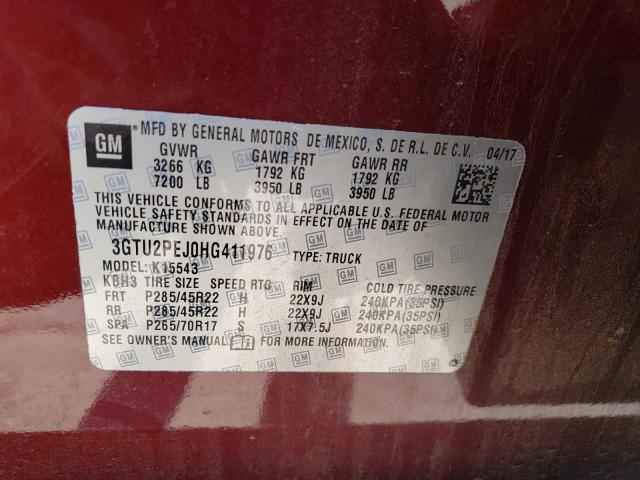 GM
®MFD BY GENERAL MOTORS DE MEXICO, S. DE R.L. DE C.V. 04/17
GVWR GAWR FRT GAWR RR
3266 KG 1792 KG 1792 KG
7200 LB 3950 LB 3950 LB
THIS VEHICLE CONFORMS TO ALL APPLICABLE U.S. FEDERAL MOTOR
VEHICLE SAFETY STANDARDS IN EFFECT ON THE DATE OF
MANUFACTURE SHOWN ABOVE.
3GTU2PEJ0HG411976 TYPE: TRUCK
MODEL: K15543
KBH3 TIRE SIZE SPEED RTG RIM COLD TIRE PRESSURE
FRT P285/45R22 H 22X9J 240KPA(35PSI)
RR P285/45R22 H 22X9J 240KPA(35PSI)
SPA P265/70R17 S 17X7.5J 240KPA(35PSI)
SEE OWNER'S MANUAL FOR MORE INFORMATION.